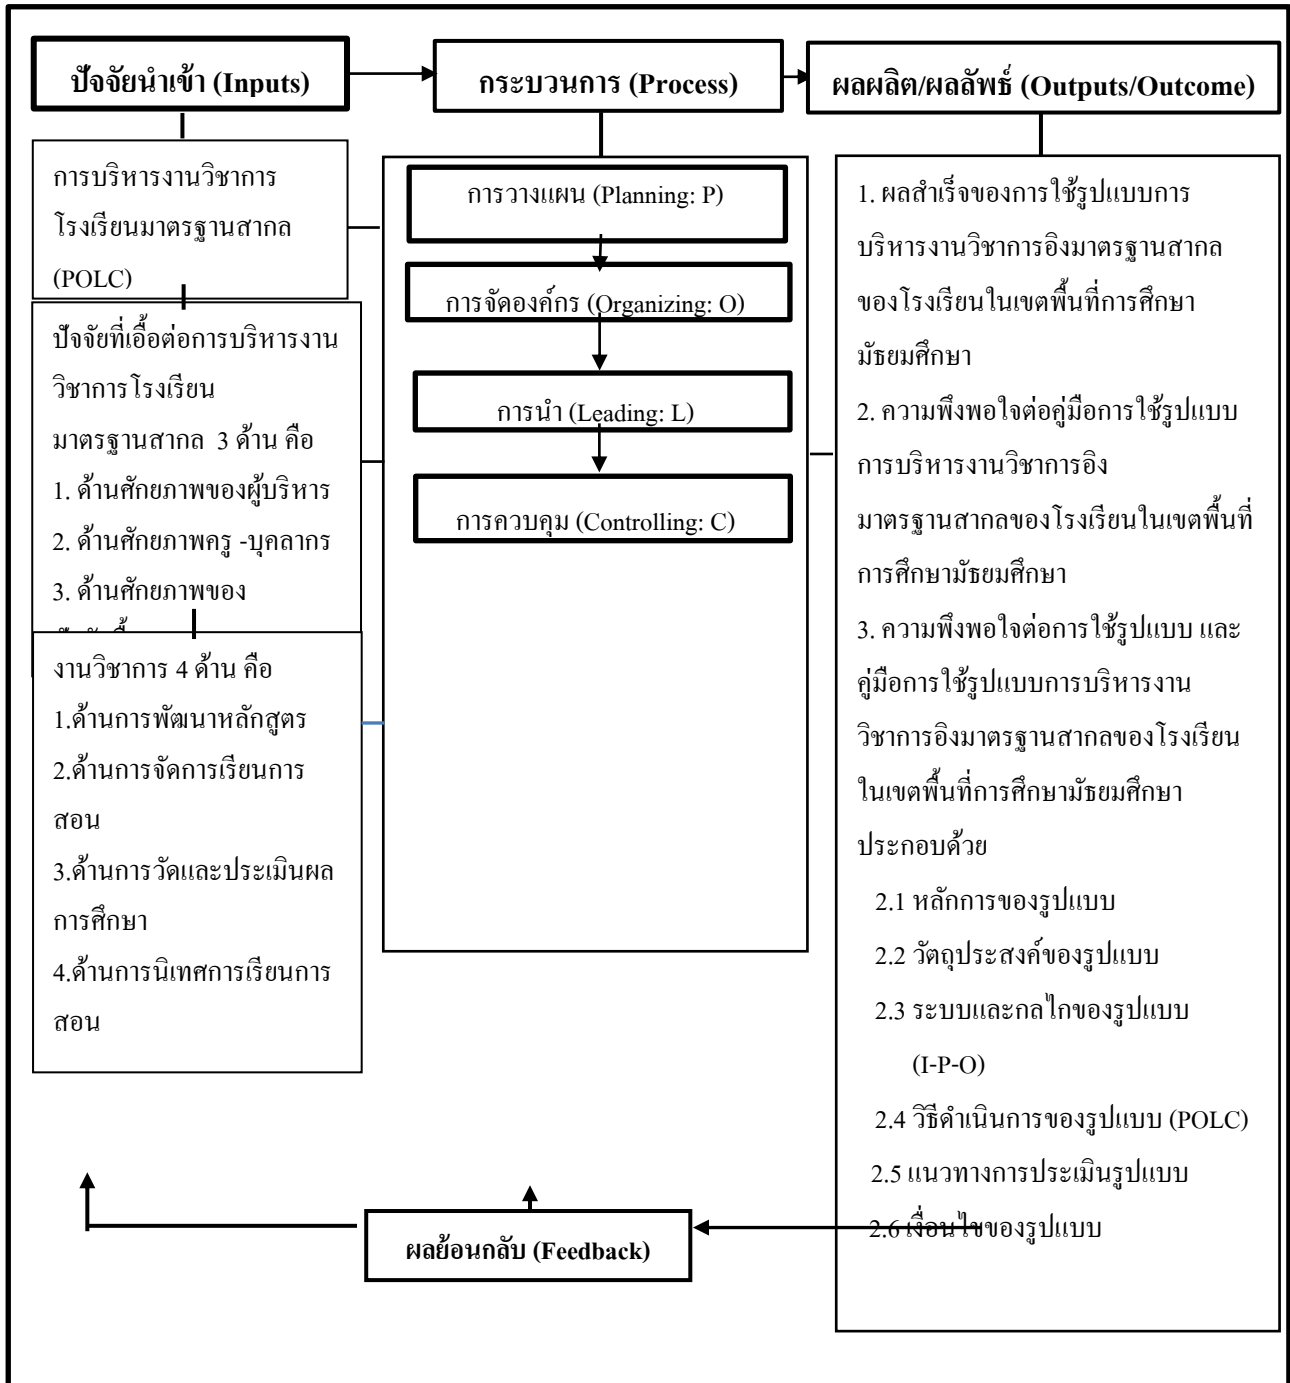 ปัจจัยนำเข้า (Inputs)
กระบวนการ (Process)
ผลผลิต/ผลลัพธ์ (Outputs/Outcome)
การบริหารงานวิชาการ
โรงเรียนมาตรฐานสากล
(POLC)
ปัจจัยที่เอื้อต่อการบริหารงาน
วิชาการโรงเรียน
มาตรฐานสากล 3 ด้าน คือ
1. ด้านศักยภาพของผู้บริหาร
2. ด้านศักยภาพครู -บุคลากร
3. ด้านศักยภาพของ
งานวิชาการ 4 ด้าน คือ
1.ด้านการพัฒนาหลักสูตร
2.ด้านการจัดการเรียนการ
สอน
3.ด้านการวัดและประเมินผล
การศึกษา
4.ด้านการนิเทศการเรียนการ
สอน
การวางแผน (Planning: P)
การจัดองค์กร (Organizing: O)
การนำ (Leading: L)
การควบคุม (Controlling: C)
1. ผลสำเร็จของการใช้รูปแบบการ
บริหารงานวิชาการอิงมาตรฐานสากล
ของโรงเรียนในเขตพื้นที่การศึกษา
มัธยมศึกษา
2. ความพึงพอใจต่อคู่มือการใช้รูปแบบ
การบริหารงานวิชาการอิง
มาตรฐานสากลของโรงเรียนในเขตพื้นที่
การศึกษามัธยมศึกษา
3. ความพึงพอใจต่อการใช้รูปแบบ และ
คู่มือการใช้รูปแบบการบริหารงาน
วิชาการอิงมาตรฐานสากลของโรงเรียน
ในเขตพื้นที่การศึกษามัธยมศึกษา
ประกอบด้วย
2.1 หลักการของรูปแบบ
2.2 วัตถุประสงค์ของรูปแบบ
2.3 ระบบและกลไกของรูปแบบ
(I-P-O)
2.4 วิธีดำเนินการของรูปแบบ (POLC)
2.5 แนวทางการประเมินรูปแบบ
2.6 เงื่อนไขของรูปแบบ
ผลย้อนกลับ (Feedback)